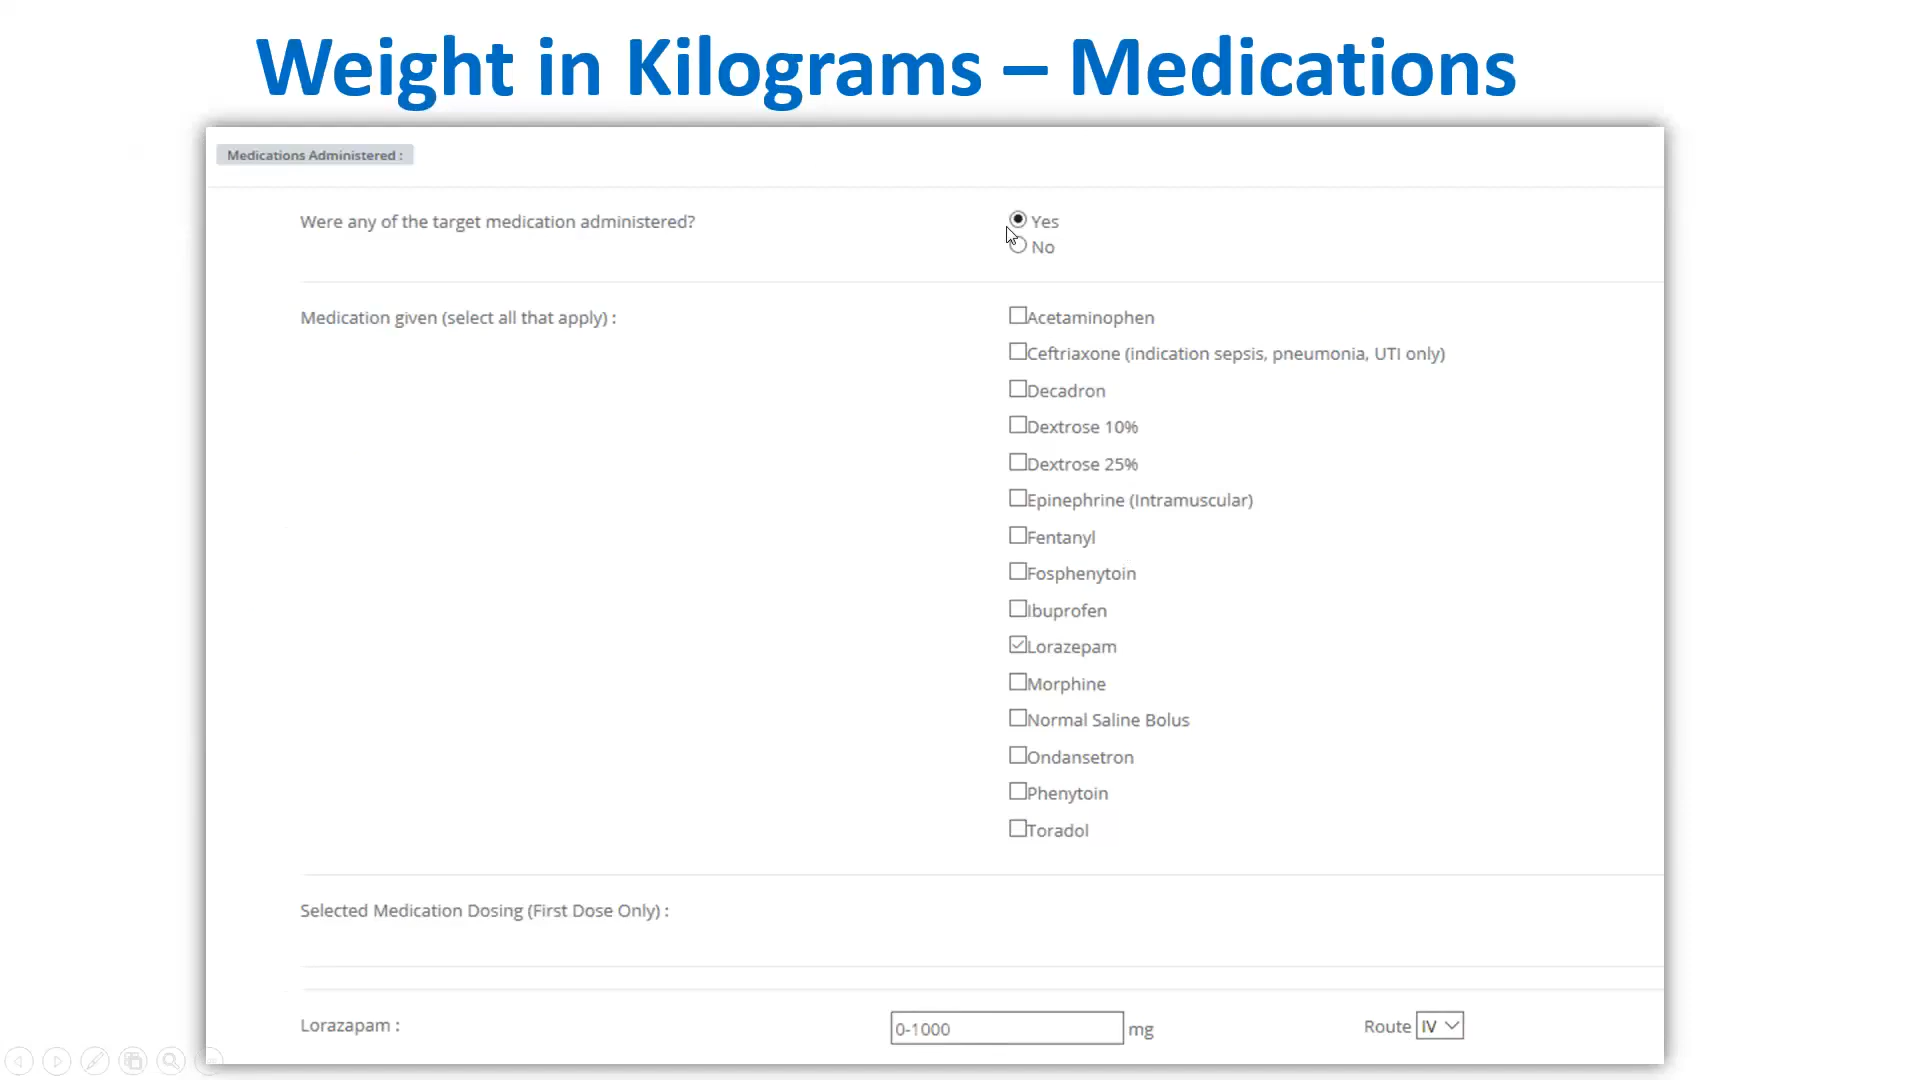 Weight in Kilograms – Medications
Medications Administered :
Were any of the target medication administered?
Yes
No
Medication given (select all that apply) :
Acetaminophen
Ceftriaxone (indication sepsis, pneumonia, UTI only)
Decadron
Dextrose 10%
Dextrose 25%
Epinephrine (Intramuscular)
Fentanyl
Fosphenytoin
Ibuprofen
Lorazepam
Morphine
Normal Saline Bolus
Ondansetron
Phenytoin
Toradol
Selected Medication Dosing (First Dose Only) :
Lorazapam : 0-1000 mg Route IV